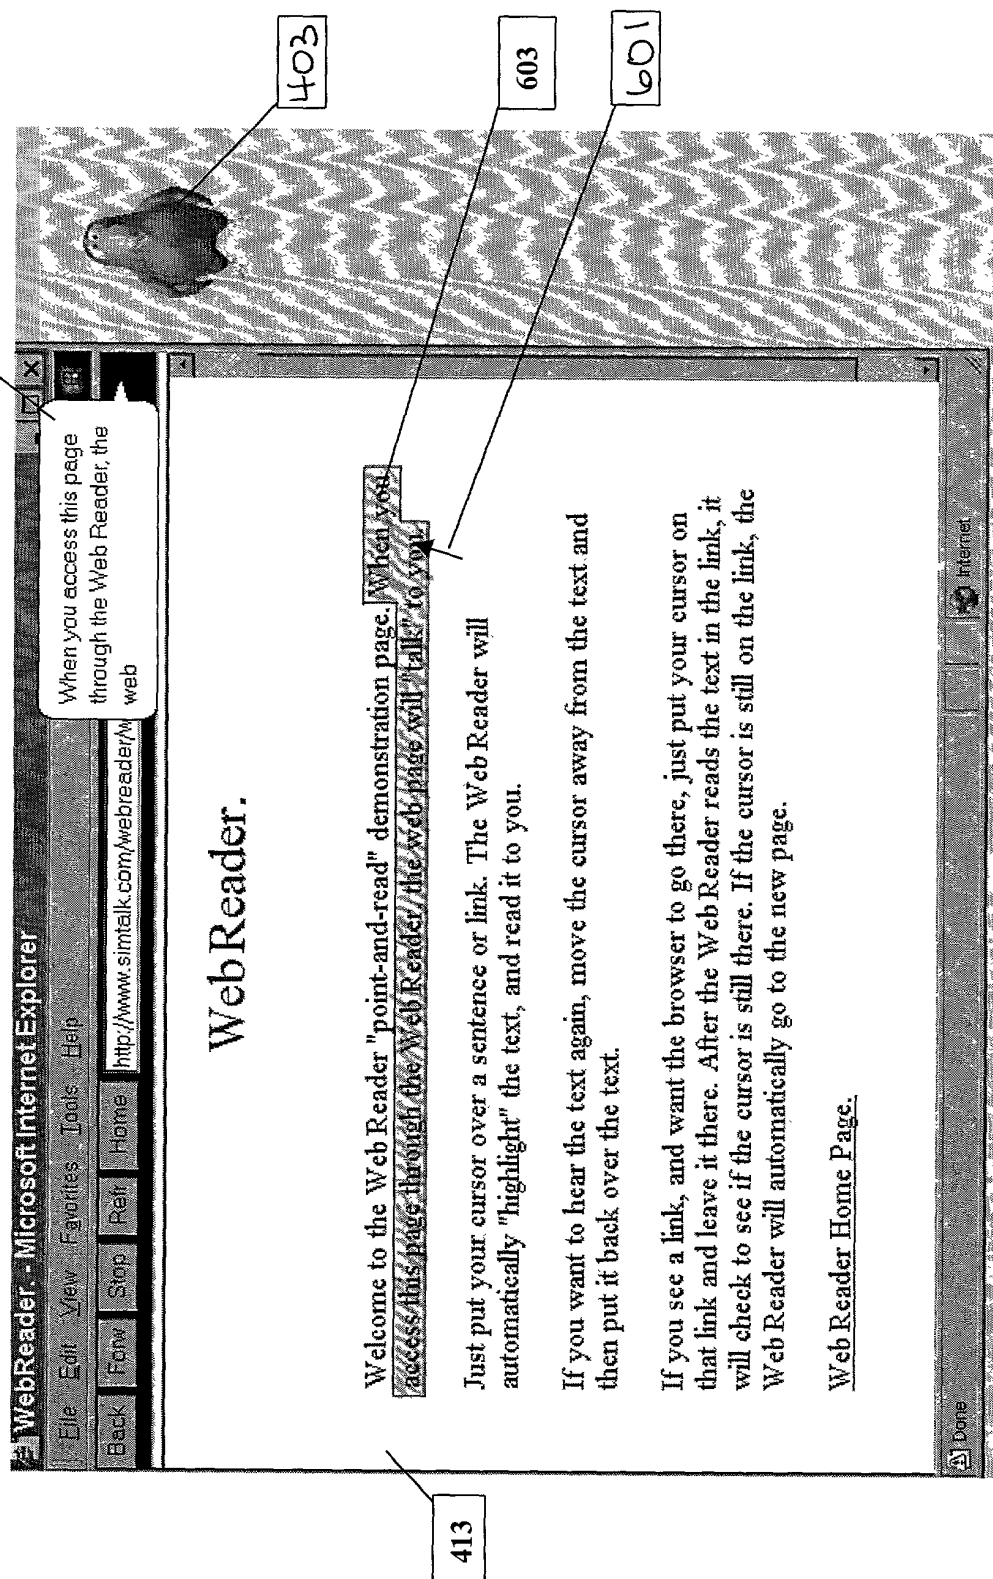 WebReader. - Microsoft Internet Explorer
File Edit View Favorites Tools Help
Back Forw Stop Refr Home http://www.simtalk.com/webreader/w
When you access this page
through the Web Reader, the
web
403
603
601
413
WebReader.
Welcome to the Web Reader "point-and-read" demonstration page. When you
access this page through the Web Reader, the web page will "talk" to you.
Just put your cursor over a sentence or link. The Web Reader will
automatically "highlight" the text, and read it to you.
If you want to hear the text again, move the cursor away from the text and
then put it back over the text.
If you see a link, and want the browser to go there, just put your cursor on
that link and leave it there. After the Web Reader reads the text in the link, it
will check to see if the cursor is still there. If the cursor is still on the link, the
Web Reader will automatically go to the new page.
Web Reader Home Page.
Done
Internet